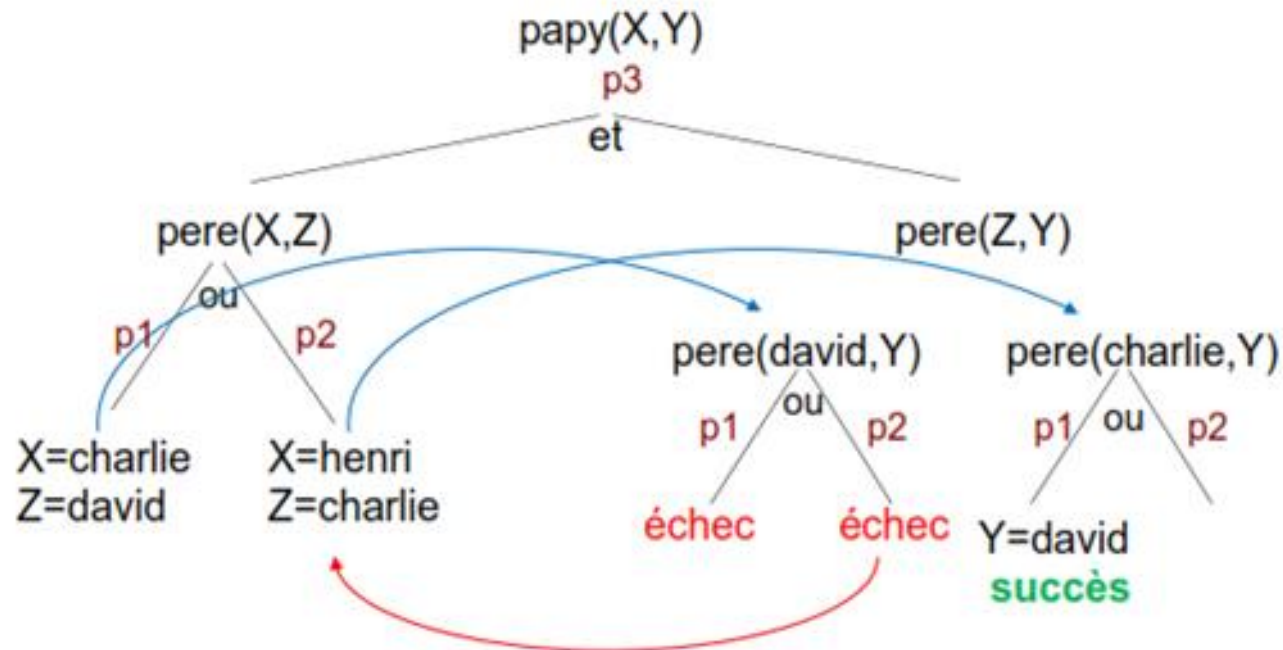 papy(X,Y)
p3
et
pere(X,Z)
pere(Z,Y)
ou
p1
p2
pere(david,Y)
pere(charlie,Y)
ou
ou
p1
p2
p1
p2
X=charlie
Z=david
X=henri
Z=charlie
échec
échec
Y=david
succès